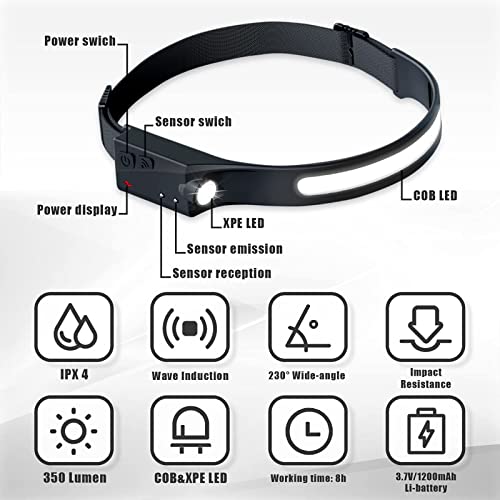 Power swich
Sensor swich
Power display
XPE LED
COB LED
Sensor emission
Sensor reception
IPX 4
Wave Induction
230° Wide-angle
Impact
Resistance
350 Lumen
COB&XPE LED
Working time: 8h
3.7V/1200mAh
Li-battery